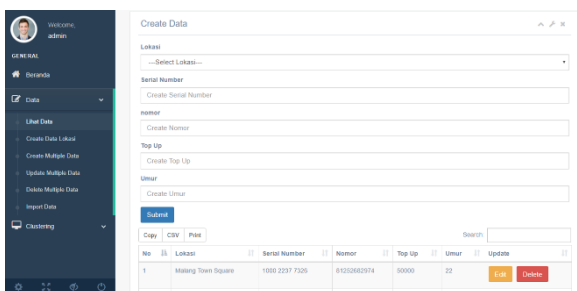 Welcome,
admin
GENERAL
Beranda
Data
Lihat Data
Create Data Lokasi
Create Multiple Data
Update Multiple Data
Delete Multiple Data
Import Data
Clustering
Create Data
Lokasi
---Select Lokasi---
Serial Number
Create Serial Number
nomor
Create Nomor
Top Up
Create Top Up
Umur
Create Umur
Submit
Copy CSV Print
Search:
No Lokasi Serial Number Nomor Top Up Umur Update
1 Malang Town Square 1000 2237 7326 81232682974 50000 22 Edit Delete